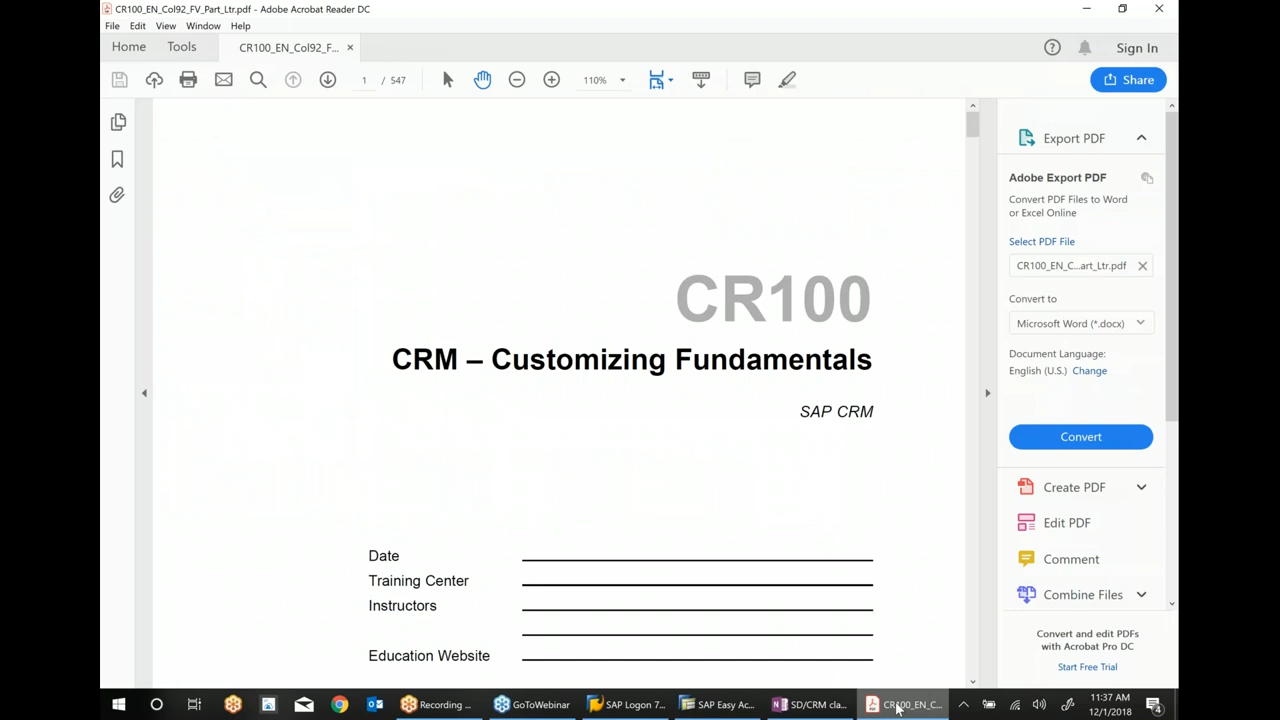 CR100_EN_Col92_FV_Part_Ltr.pdf - Adobe Acrobat Reader DC
File Edit View Window Help
Home Tools CR100_EN_Col92_F... × Sign In
1 / 547 110% Share
Export PDF
Adobe Export PDF
Convert PDF Files to Word
or Excel Online
Select PDF File
CR100_EN_C...art_Ltr.pdf
Convert to
Microsoft Word (*.docx)
Document Language:
English (U.S.) Change
Convert
Create PDF
Edit PDF
Comment
Combine Files
Convert and edit PDFs
with Acrobat Pro DC
Start Free Trial
CR100
CRM – Customizing Fundamentals
SAP CRM
Date
Training Center
Instructors
Education Website
Recording ... GoToWebinar SAP Logon 7... SAP Easy Ac... SD/CRM cla... CR100_EN_C...
11:37 AM
12/1/2018
4